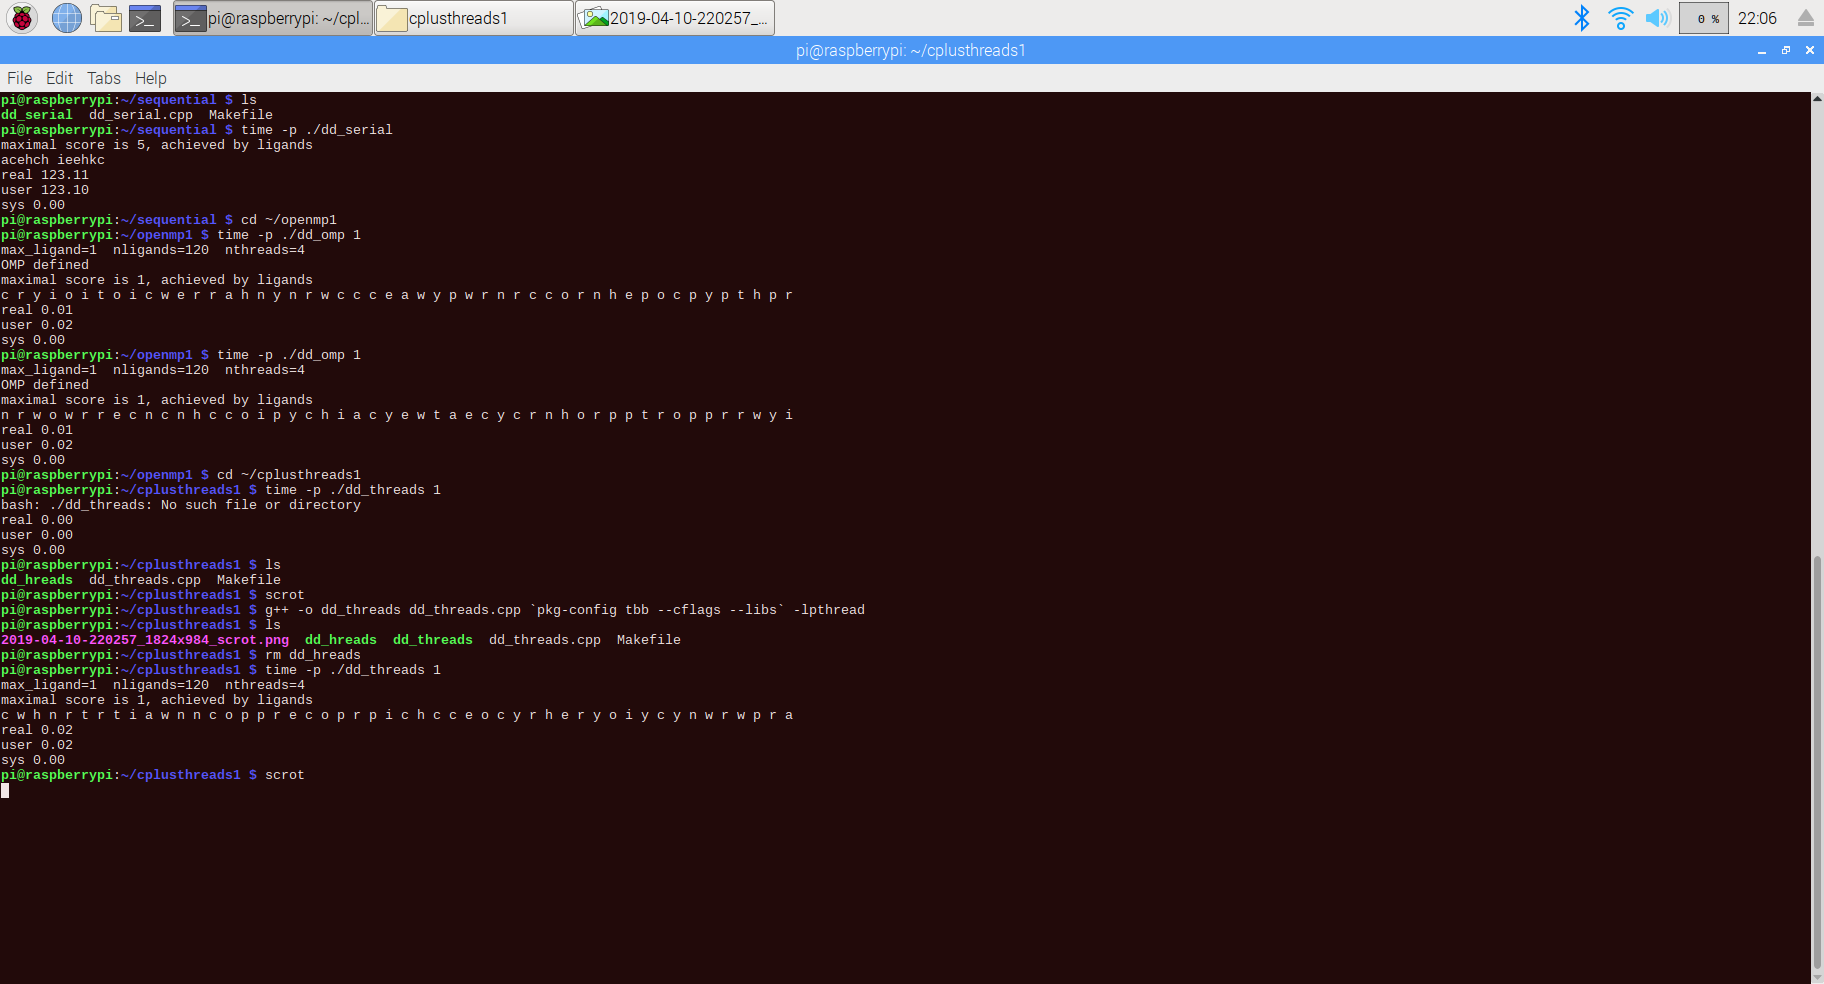 pi@raspberrypi: ~/cpl... cplusthreads1 2019-04-10-220257_... 0 % 22:06
pi@raspberrypi: ~/cplusthreads1
File Edit Tabs Help
pi@raspberrypi:~/sequential $ ls
dd_serial  dd_serial.cpp  Makefile
pi@raspberrypi:~/sequential $ time -p ./dd_serial
maximal score is 5, achieved by ligands
acehch ieehkc
real 123.11
user 123.10
sys 0.00
pi@raspberrypi:~/sequential $ cd ~/openmp1
pi@raspberrypi:~/openmp1 $ time -p ./dd_omp 1
max_ligand=1  nligands=120  nthreads=4
OMP defined
maximal score is 1, achieved by ligands
c r y i o i t o i c w e r r a h n y n r w c c c e a w y p w r n r c c o r n h e p o c p y p t h p r
real 0.01
user 0.02
sys 0.00
pi@raspberrypi:~/openmp1 $ time -p ./dd_omp 1
max_ligand=1  nligands=120  nthreads=4
OMP defined
maximal score is 1, achieved by ligands
n r w o w r r e c n c n h c c o i p y c h i a c y e w t a e c y c r n h o r p p t r o p p r r w y i
real 0.01
user 0.02
sys 0.00
pi@raspberrypi:~/openmp1 $ cd ~/cplusthreads1
pi@raspberrypi:~/cplusthreads1 $ time -p ./dd_threads 1
bash: ./dd_threads: No such file or directory
real 0.00
user 0.00
sys 0.00
pi@raspberrypi:~/cplusthreads1 $ ls
dd_hreads  dd_threads.cpp  Makefile
pi@raspberrypi:~/cplusthreads1 $ scrot
pi@raspberrypi:~/cplusthreads1 $ g++ -o dd_threads dd_threads.cpp `pkg-config tbb --cflags --libs` -lpthread
pi@raspberrypi:~/cplusthreads1 $ ls
2019-04-10-220257_1824x984_scrot.png  dd_hreads  dd_threads  dd_threads.cpp  Makefile
pi@raspberrypi:~/cplusthreads1 $ rm dd_hreads
pi@raspberrypi:~/cplusthreads1 $ time -p ./dd_threads 1
max_ligand=1  nligands=120  nthreads=4
maximal score is 1, achieved by ligands
c w h n r t r t i a w n n c o p p r e c o p r p i c h c c e o c y r h e r y o i y c y n w r w p r a
real 0.02
user 0.02
sys 0.00
pi@raspberrypi:~/cplusthreads1 $ scrot